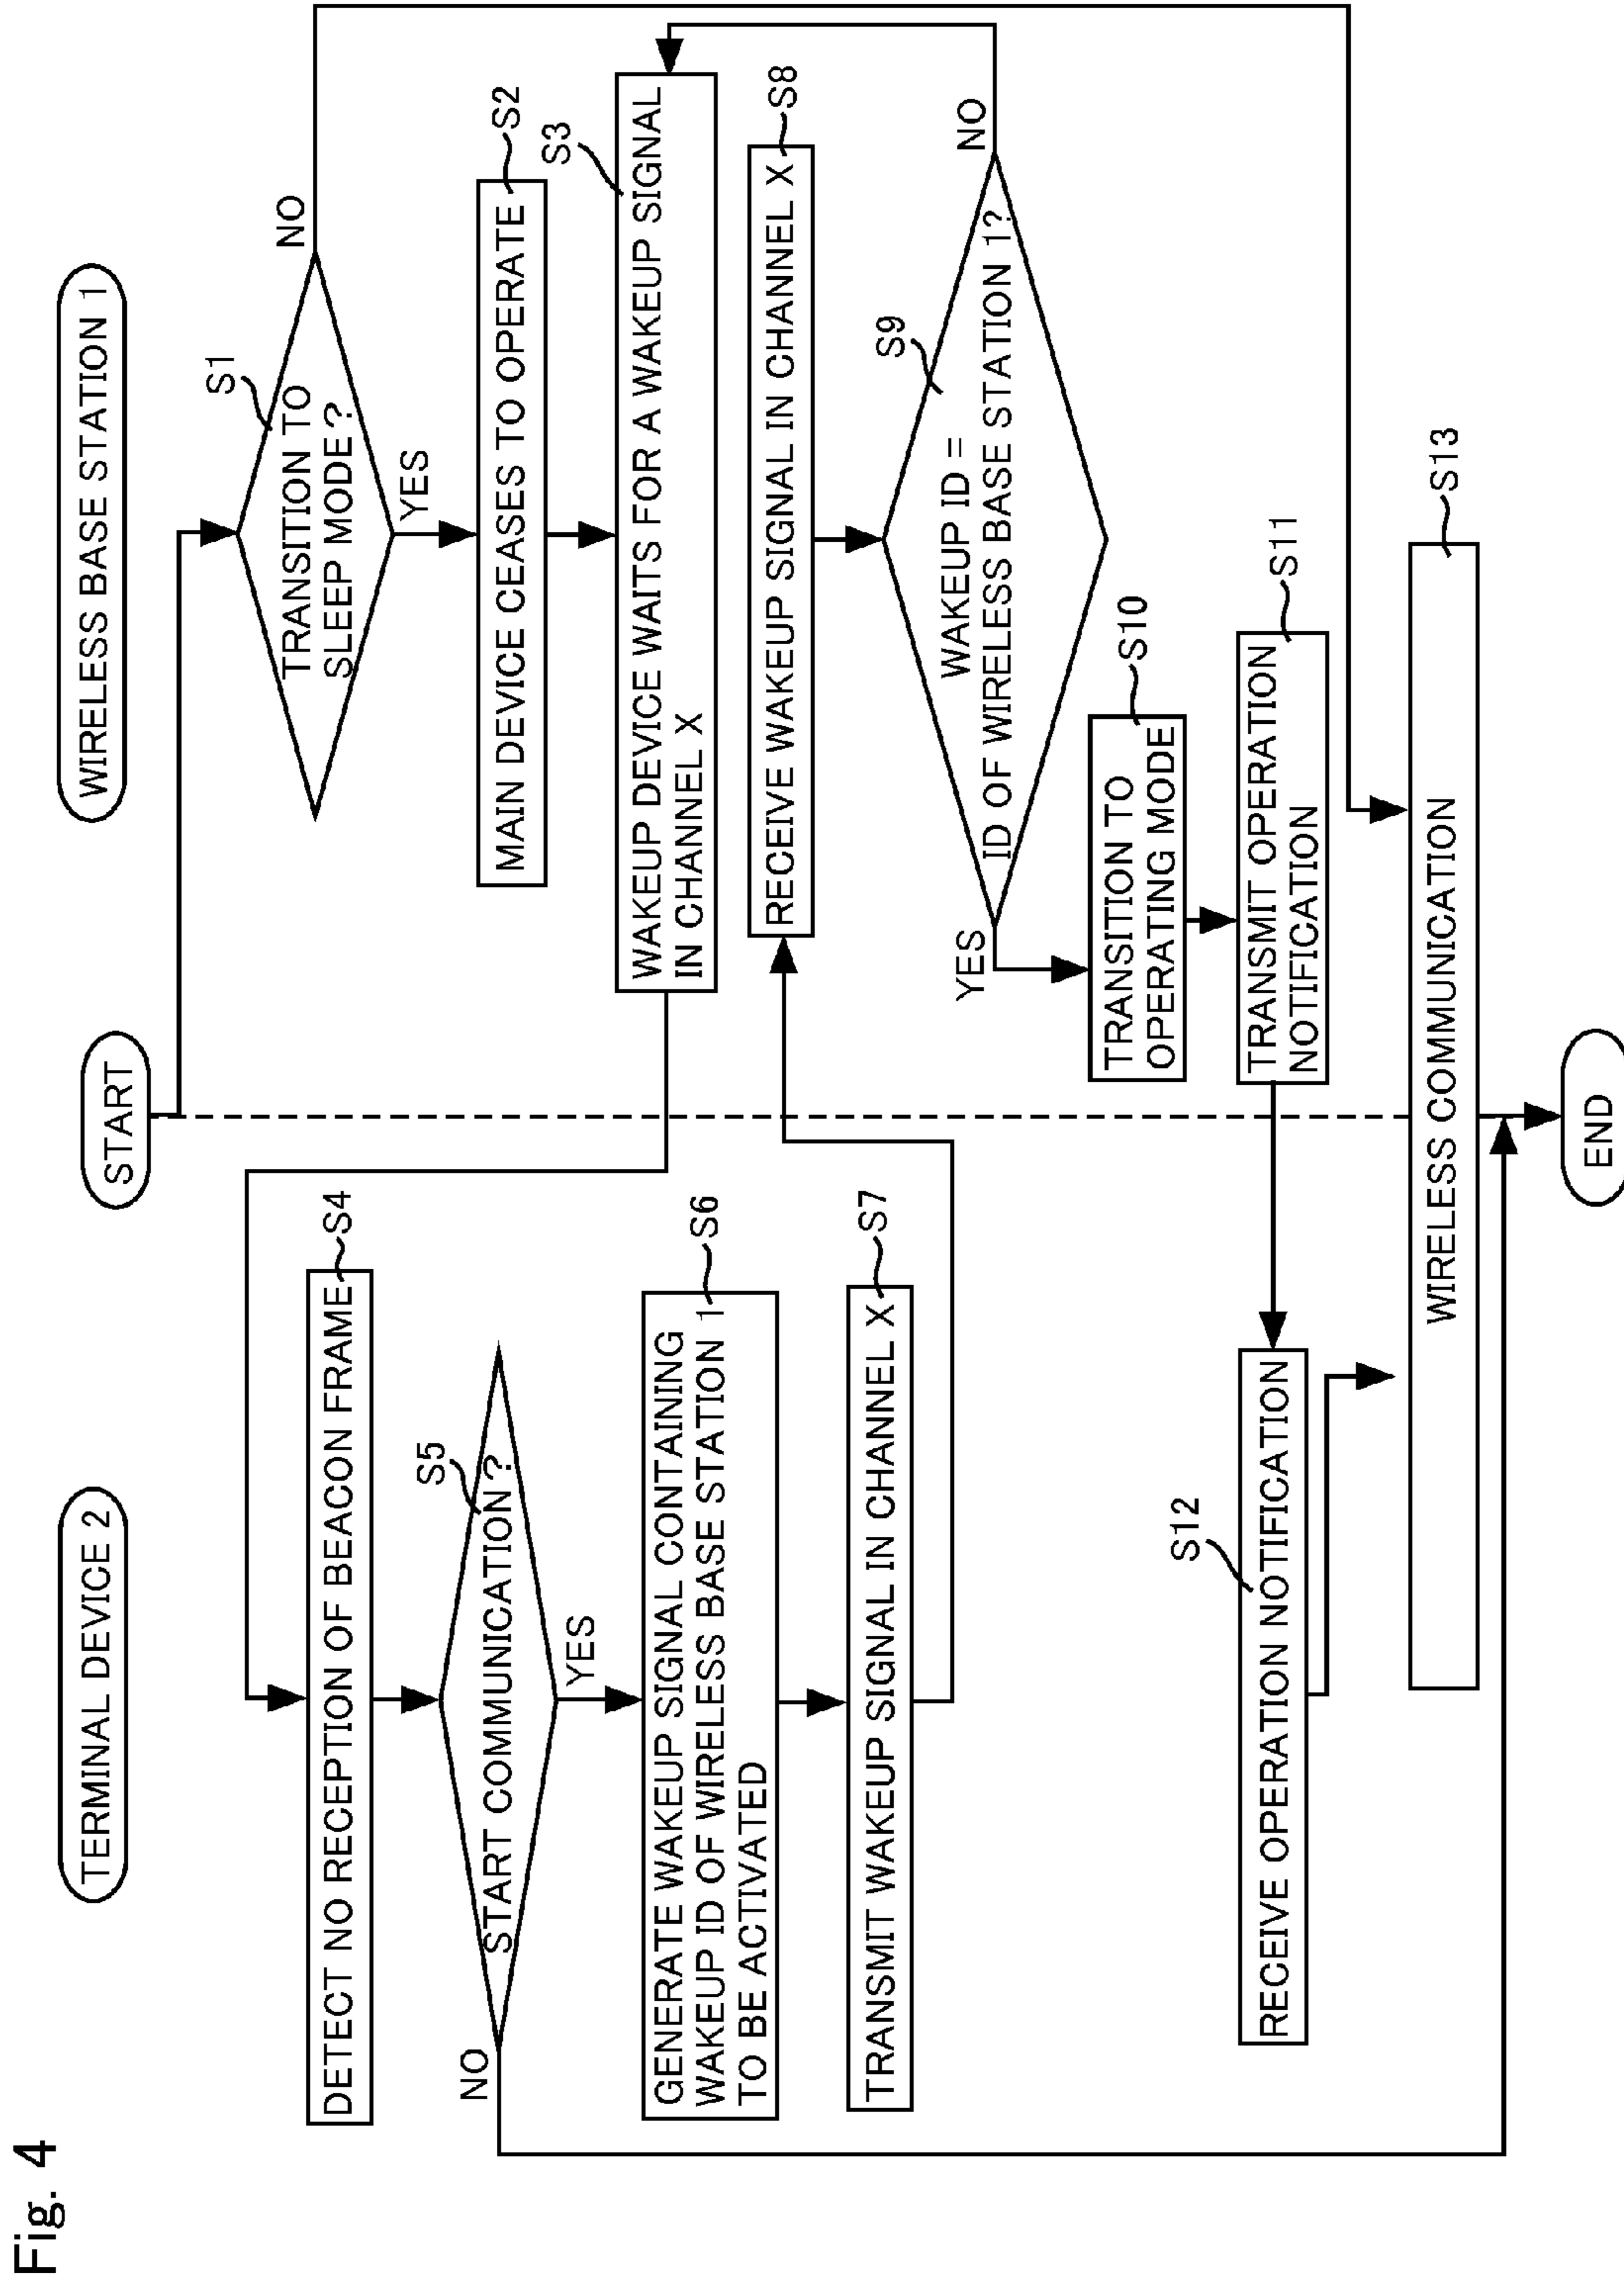 Fig. 4
START
TERMINAL DEVICE 2
WIRELESS BASE STATION 1
S1
TRANSITION TO
SLEEP MODE?
NO
YES
S2
MAIN DEVICE CEASES TO OPERATE
S3
WAKEUP DEVICE WAITS FOR A WAKEUP SIGNAL
IN CHANNEL X
S4
DETECT NO RECEPTION OF BEACON FRAME
S5
START COMMUNICATION?
NO
YES
S6
GENERATE WAKEUP SIGNAL CONTAINING
WAKEUP ID OF WIRELESS BASE STATION 1
TO BE ACTIVATED
S7
TRANSMIT WAKEUP SIGNAL IN CHANNEL X
S8
RECEIVE WAKEUP SIGNAL IN CHANNEL X
S9
WAKEUP ID =
ID OF WIRELESS BASE STATION 1?
NO
YES
S10
TRANSITION TO
OPERATING MODE
S11
TRANSMIT OPERATION
NOTIFICATION
S12
RECEIVE OPERATION NOTIFICATION
S13
WIRELESS COMMUNICATION
END